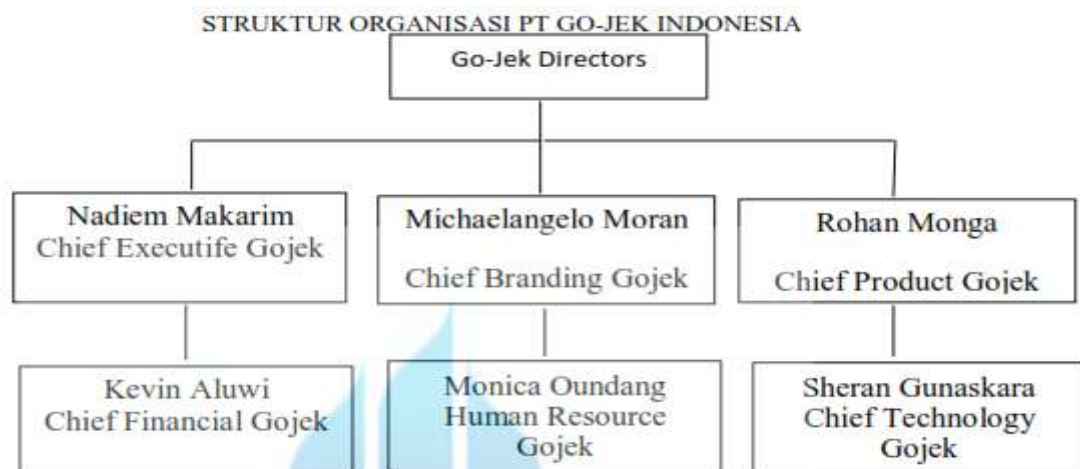 STRUKTUR ORGANISASI PT GO-JEK INDONESIA
Go-Jek Directors
Nadiem Makarim
Chief Executife Gojek
Michaelangelo Moran
Chief Branding Gojek
Rohan Monga
Chief Product Gojek
Kevin Aluwi
Chief Financial Gojek
Monica Oundang
Human Resource
Gojek
Sheran Gunaskara
Chief Technology
Gojek